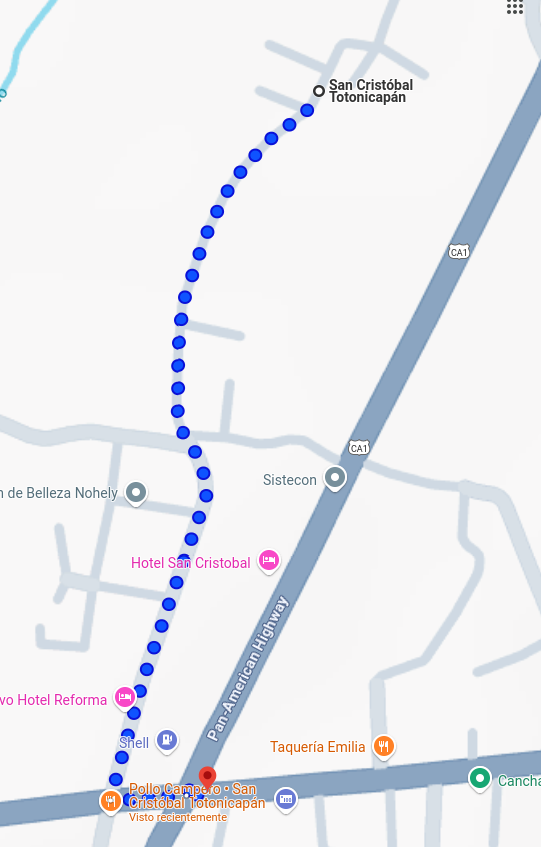 San Cristóbal
Totonicapán
CA1
CA1
Sistecon
n de Belleza Nohely
Hotel San Cristobal
Pan-American Highway
vo Hotel Reforma
Shell
Taquería Emilia
Cancha
Pollo Campero • San
Cristóbal Totonicapán
Visto recientemente